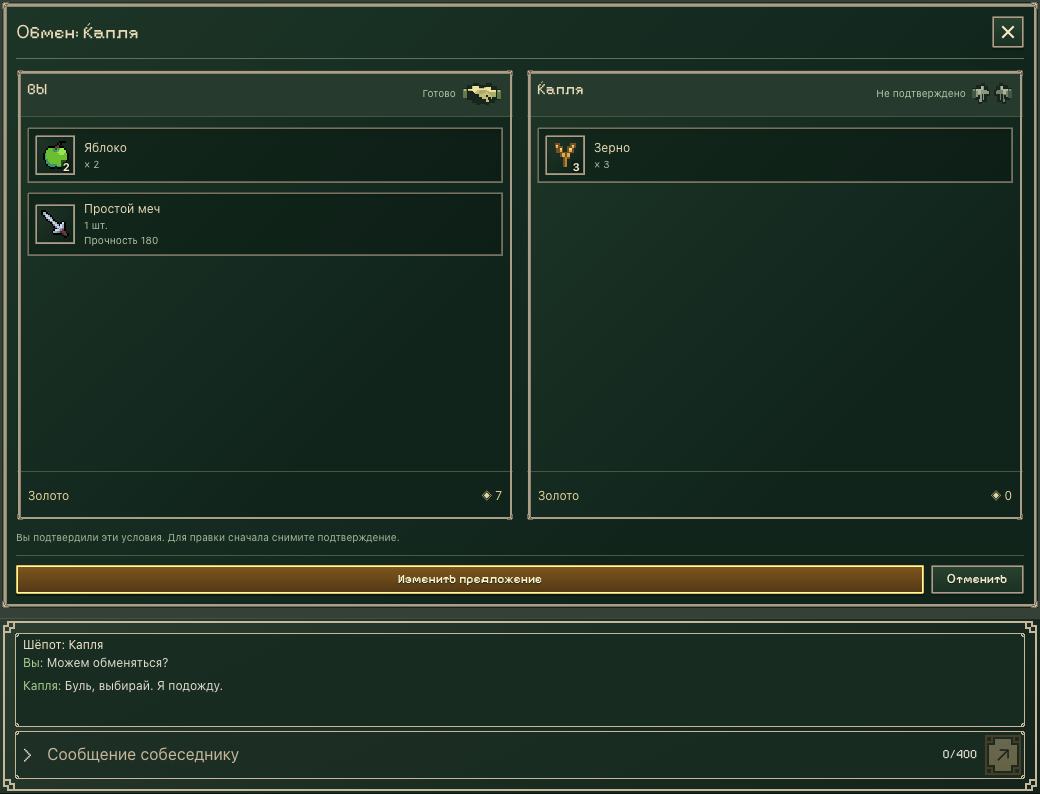 Обмен: Капля
Вы
Готово
Яблоко
2
× 2
Простой меч
1 шт.
Прочность 180
Золото
7
Капля
Не подтверждено
Зерно
3
× 3
Золото
0
Вы подтвердили эти условия. Для правки сначала снимите подтверждение.
Изменить предложение
Отменить
Шёпот: Капля
Вы: Можем обменяться?
Капля: Буль, выбирай. Я подожду.
Сообщение собеседнику
0/400